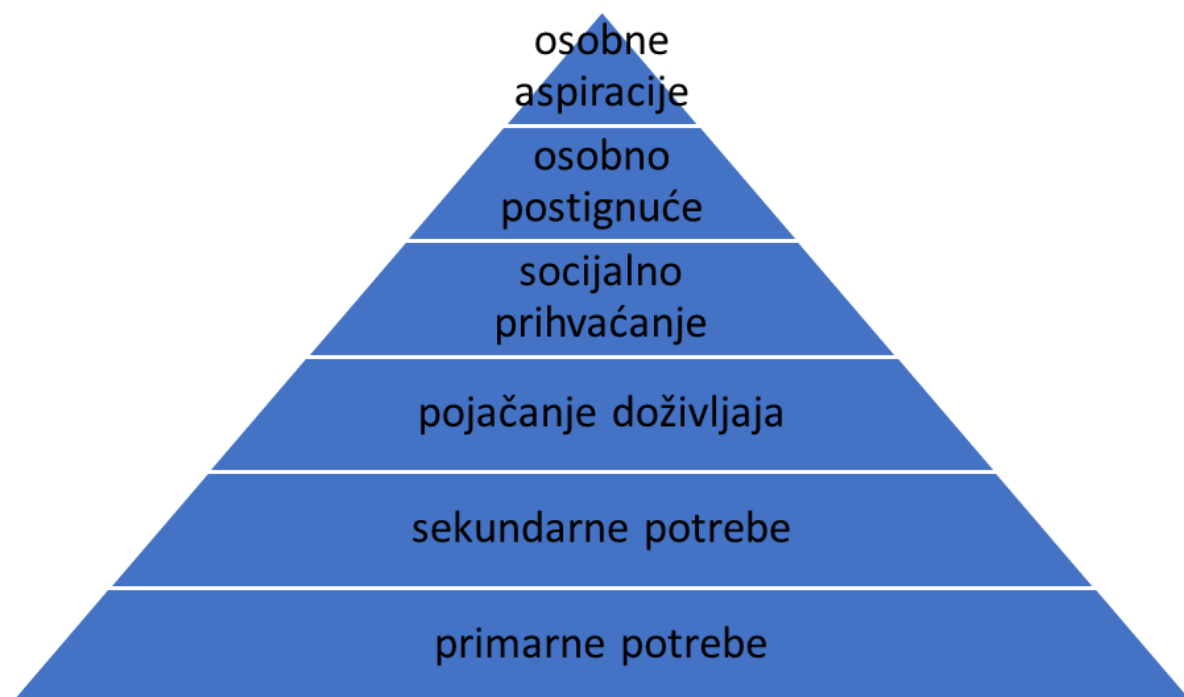 osobne
aspiracije
osobno
postignuće
socijalno
prihvaćanje
pojačanje doživljaja
sekundarne potrebe
primarne potrebe